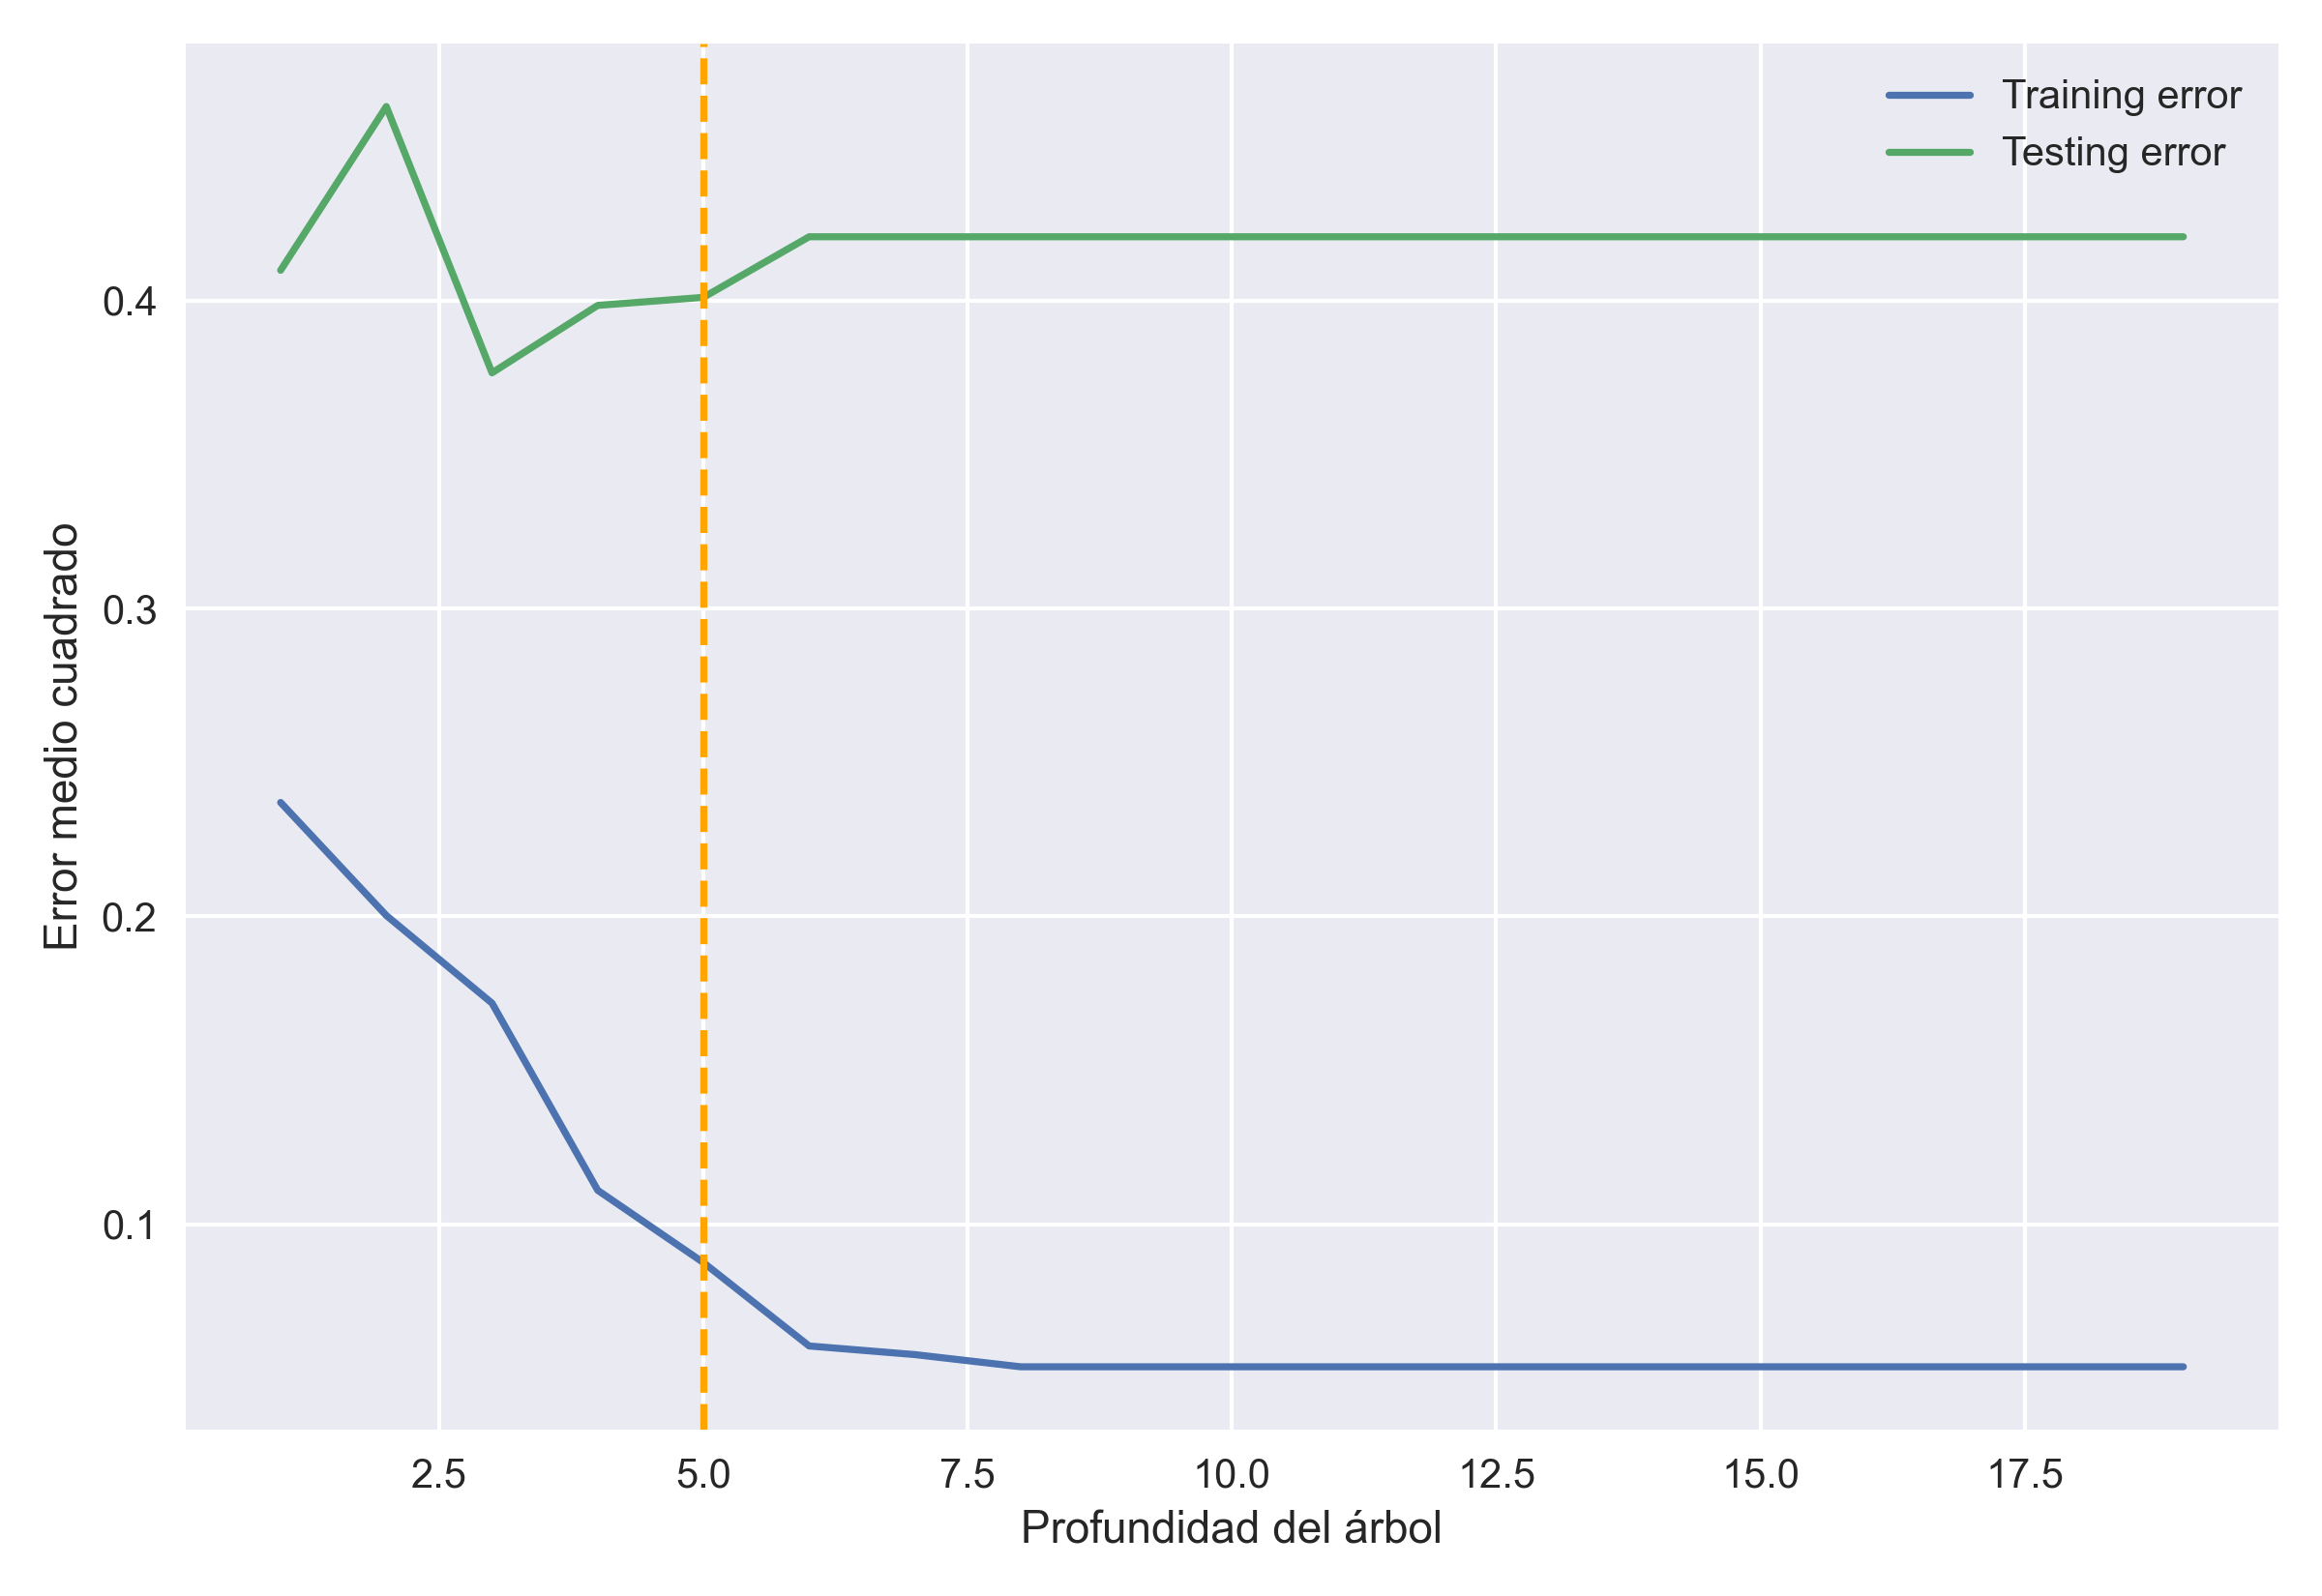 Training error
Testing error
0.4
0.3
0.2
0.1
Error medio cuadrado
2.5 5.0 7.5 10.0 12.5 15.0 17.5
Profundidad del árbol